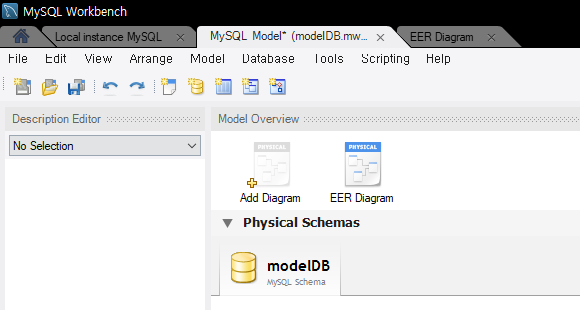 MySQL Workbench
Local instance MySQL
MySQL Model* (modelDB.mw...
EER Diagram
File Edit View Arrange Model Database Tools Scripting Help
Description Editor
No Selection
Model Overview
PHYSICAL
Add Diagram
PHYSICAL
EER Diagram
Physical Schemas
modelDB
MySQL Schema